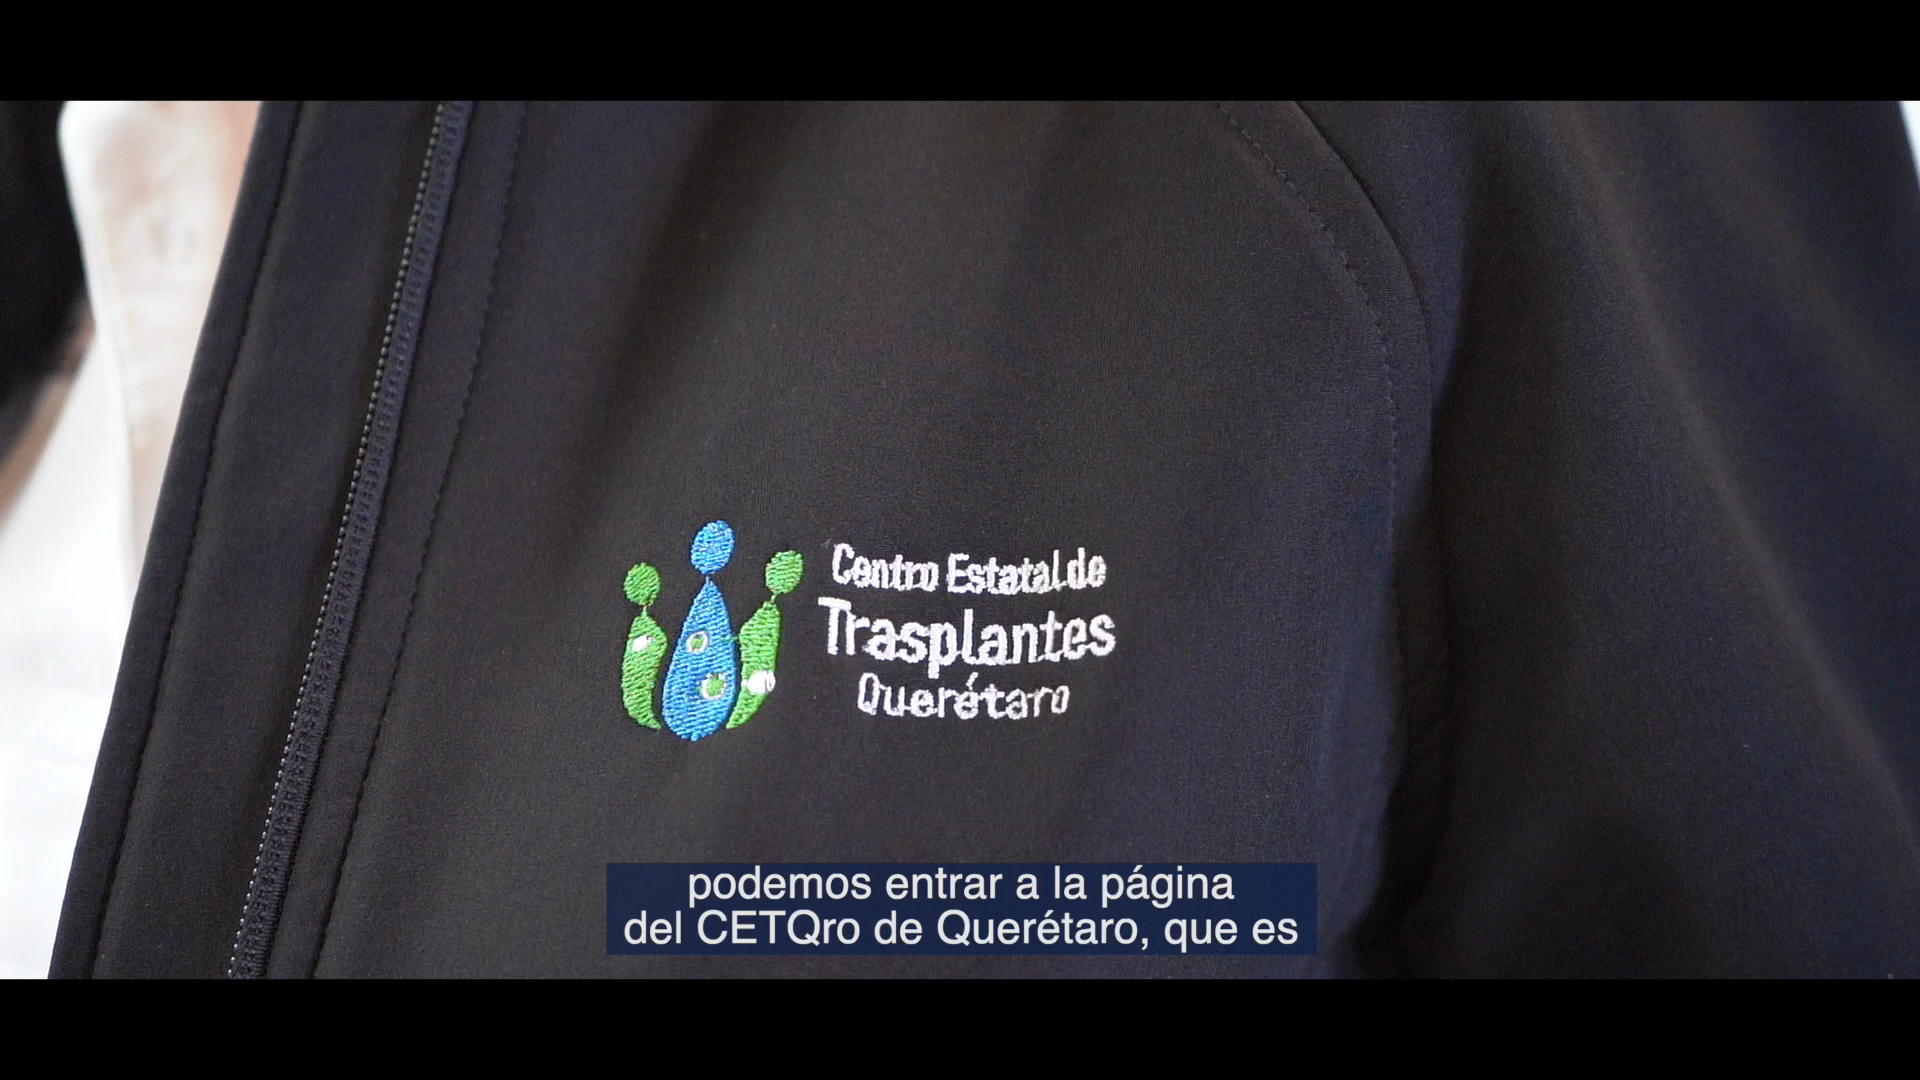 Centro Estatal de
Trasplantes
Querétaro
podemos entrar a la página
del CETQro de Querétaro, que es